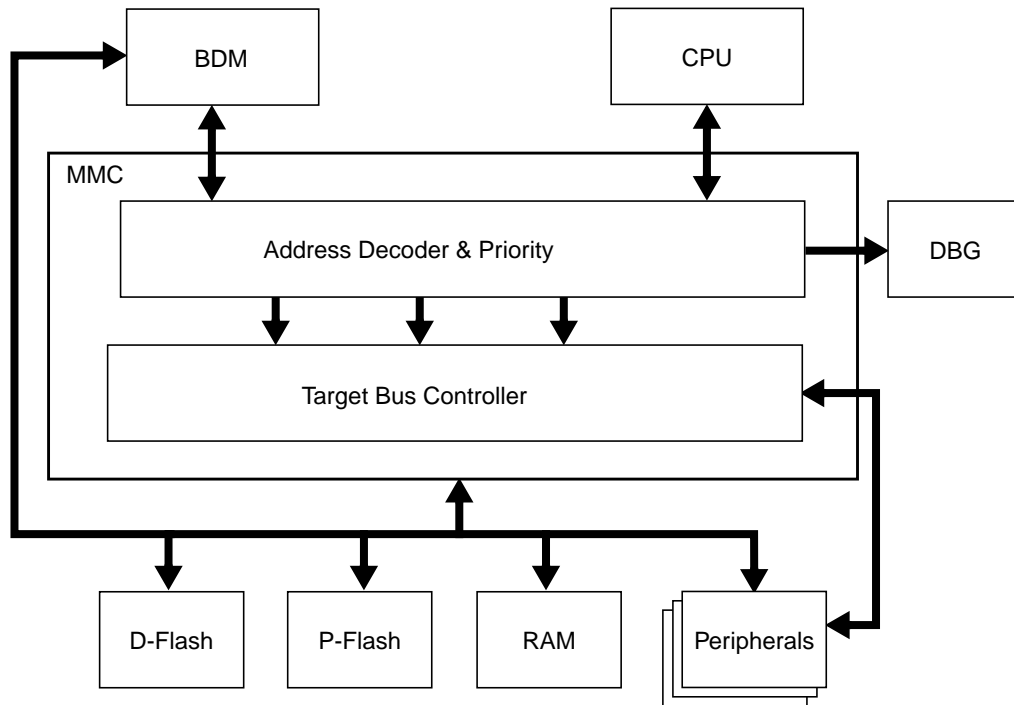 BDM
CPU
MMC
Address Decoder & Priority
DBG
Target Bus Controller
D-Flash
P-Flash
RAM
Peripherals